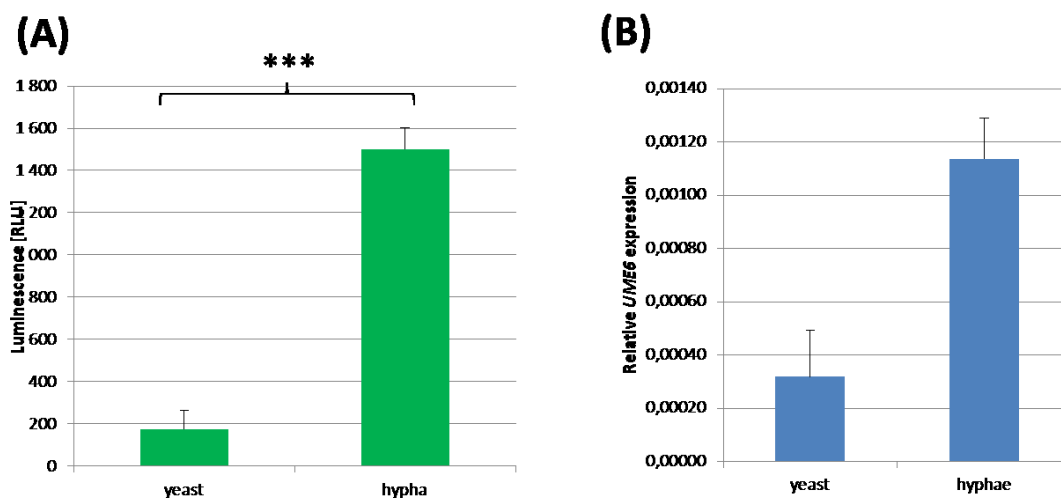 (A)
***
1 800
1 600
1 400
1 200
1 000
800
600
400
200
0
Luminescence [RLU]
yeast
hypha
(B)
0,00140
0,00120
0,00100
0,00080
0,00060
0,00040
0,00020
0,00000
Relative UME6 expression
yeast
hyphae